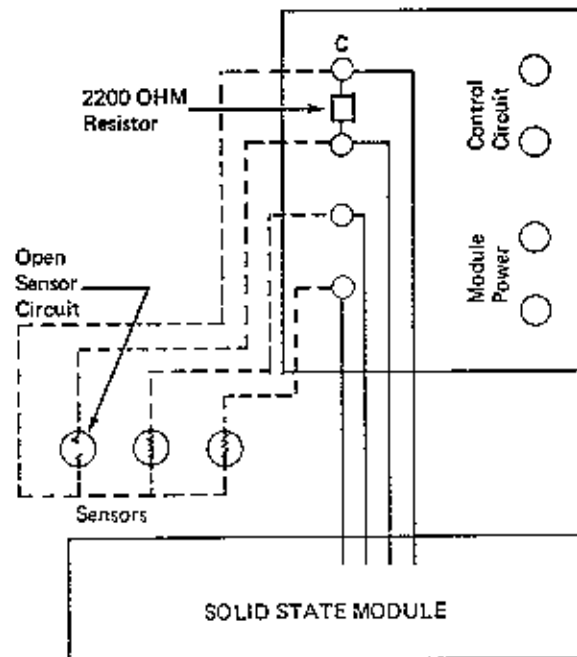 C
2200 OHM
Resistor
Control
Circuit
Open
Sensor
Circuit
Module
Power
Sensors
SOLID STATE MODULE